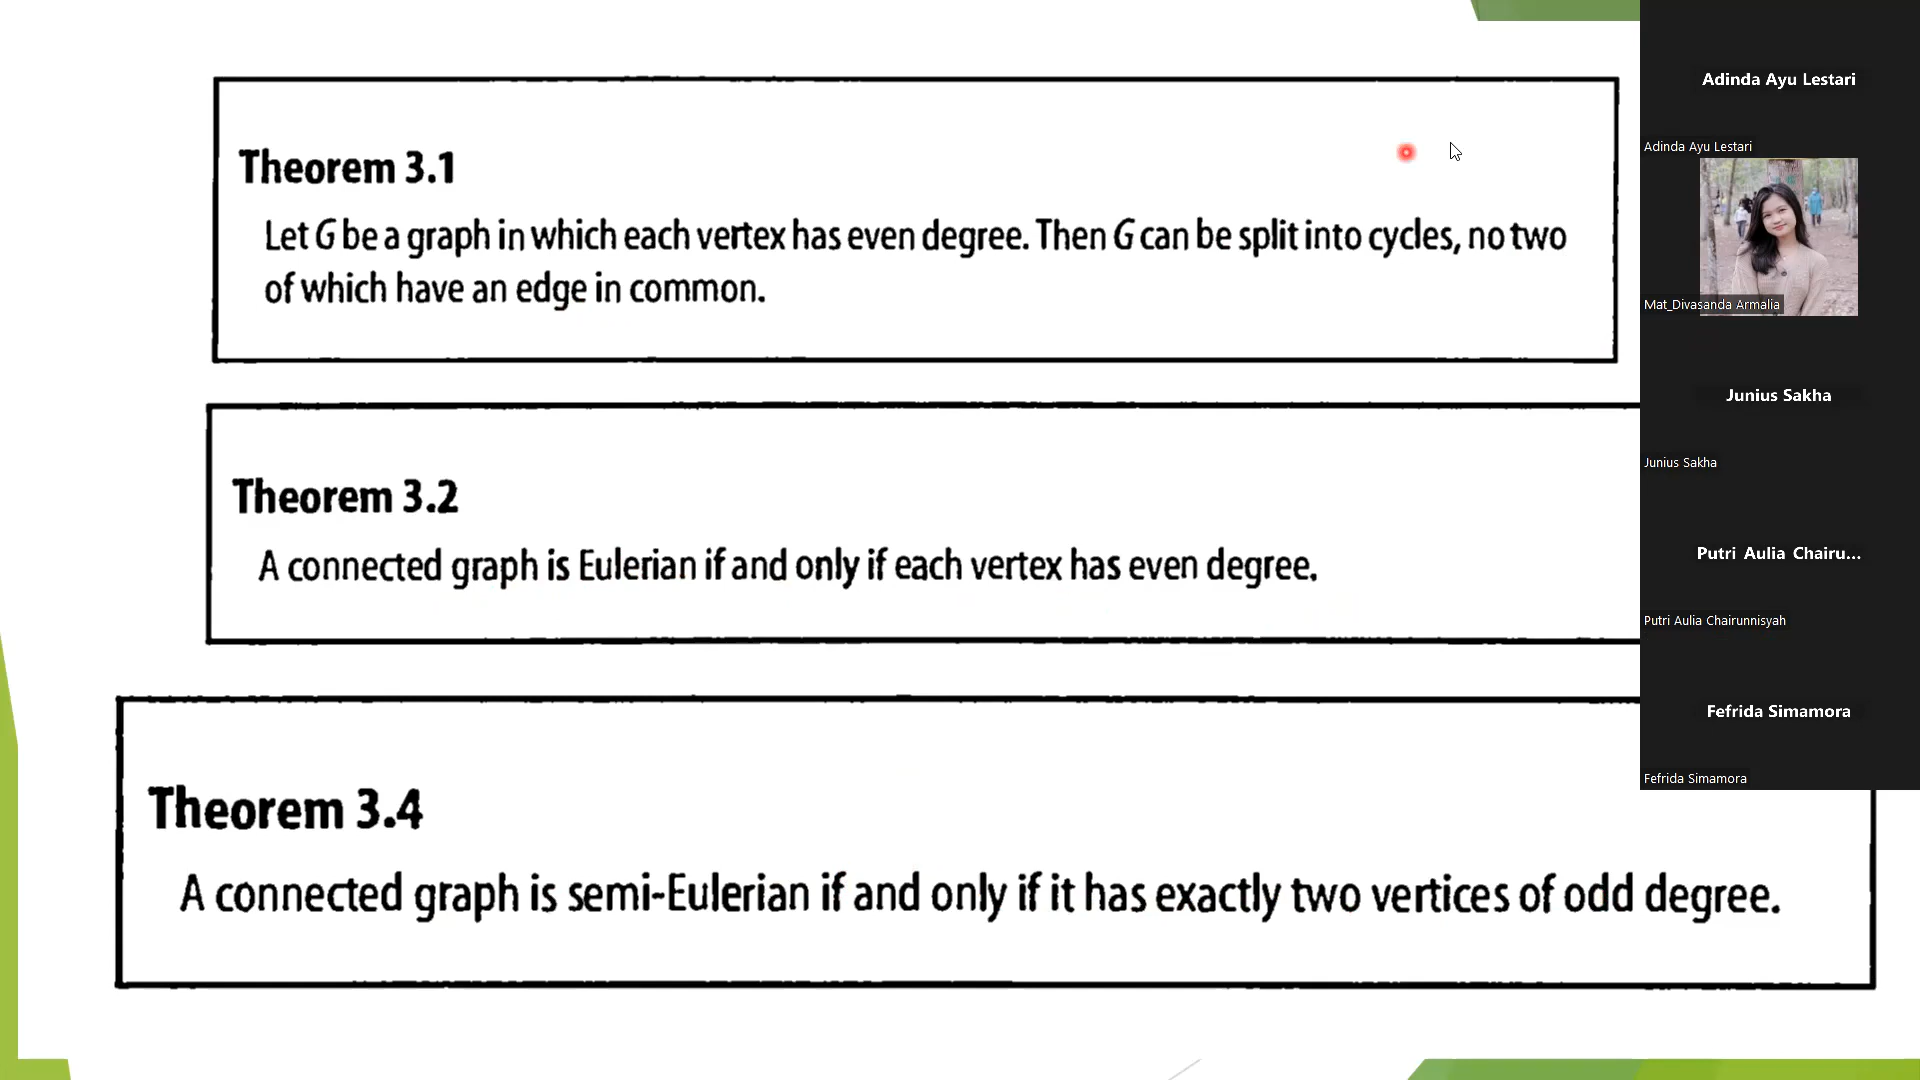 Theorem 3.1
Let G be a graph in which each vertex has even degree. Then G can be split into cycles, no two
of which have an edge in common.
Theorem 3.2
A connected graph is Eulerian if and only if each vertex has even degree.
Theorem 3.4
A connected graph is semi-Eulerian if and only if it has exactly two vertices of odd degree.
Adinda Ayu Lestari
Adinda Ayu Lestari
Mat_Divasanda Armalia
Junius Sakha
Junius Sakha
Putri Aulia Chairu...
Putri Aulia Chairunnisyah
Fefrida Simamora
Fefrida Simamora